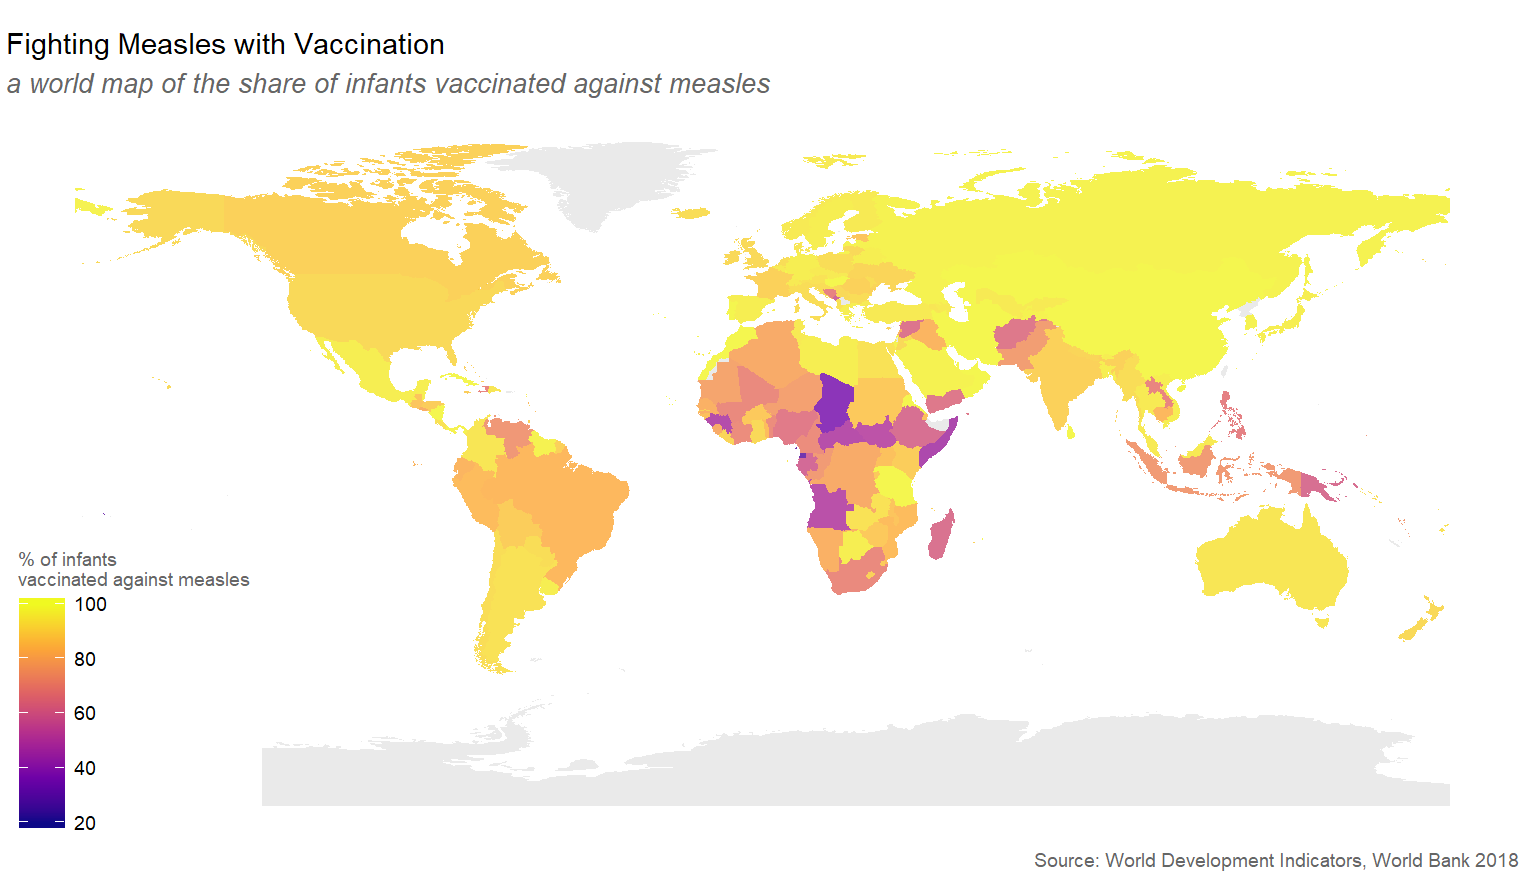 Fighting Measles with Vaccination
a world map of the share of infants vaccinated against measles
% of infants
vaccinated against measles
100
80
60
40
20
Source: World Development Indicators, World Bank 2018